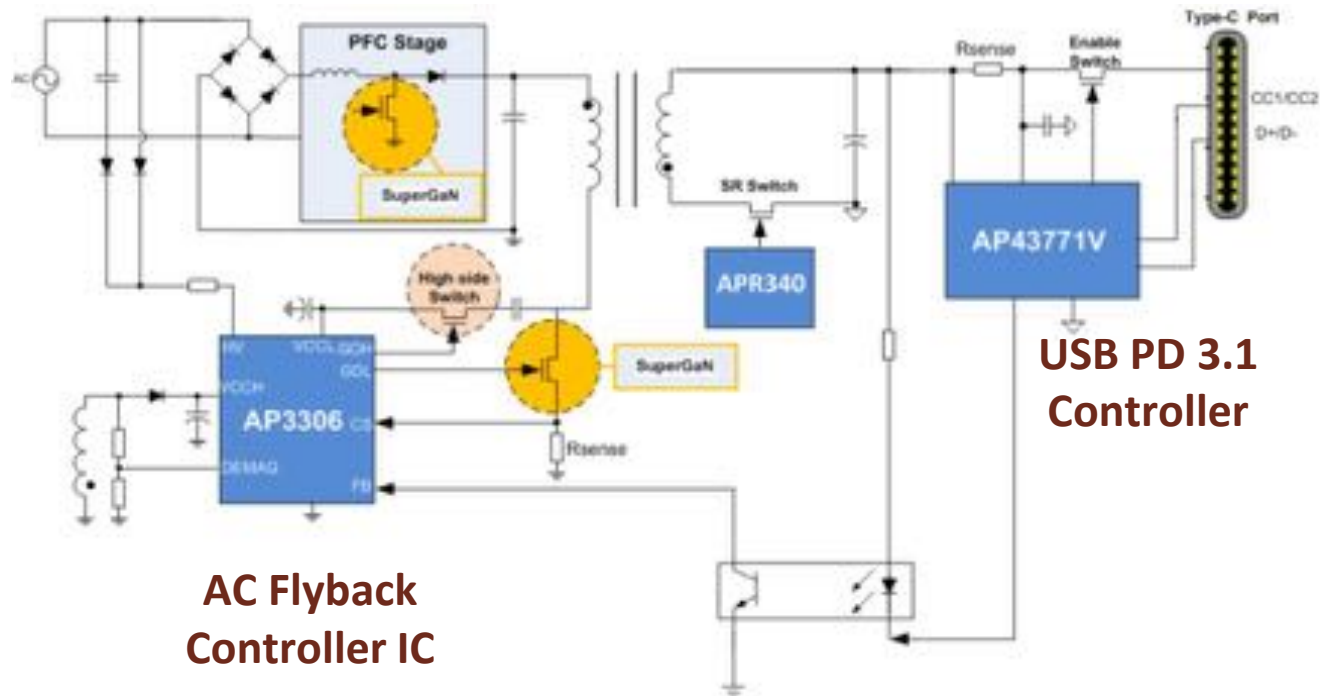 Type-C Port
PFC Stage
Rsense
Enable
Switch
AC
CC1/CC2
D+/D-
SuperGaN
SR Switch
AP43771V
APR340
High side
Switch
HV
VCCL
GDH
GDL
SuperGaN
USB PD 3.1
Controller
VCCH
AP3306
CS
Rsense
DEMAG
FB
AC Flyback
Controller IC